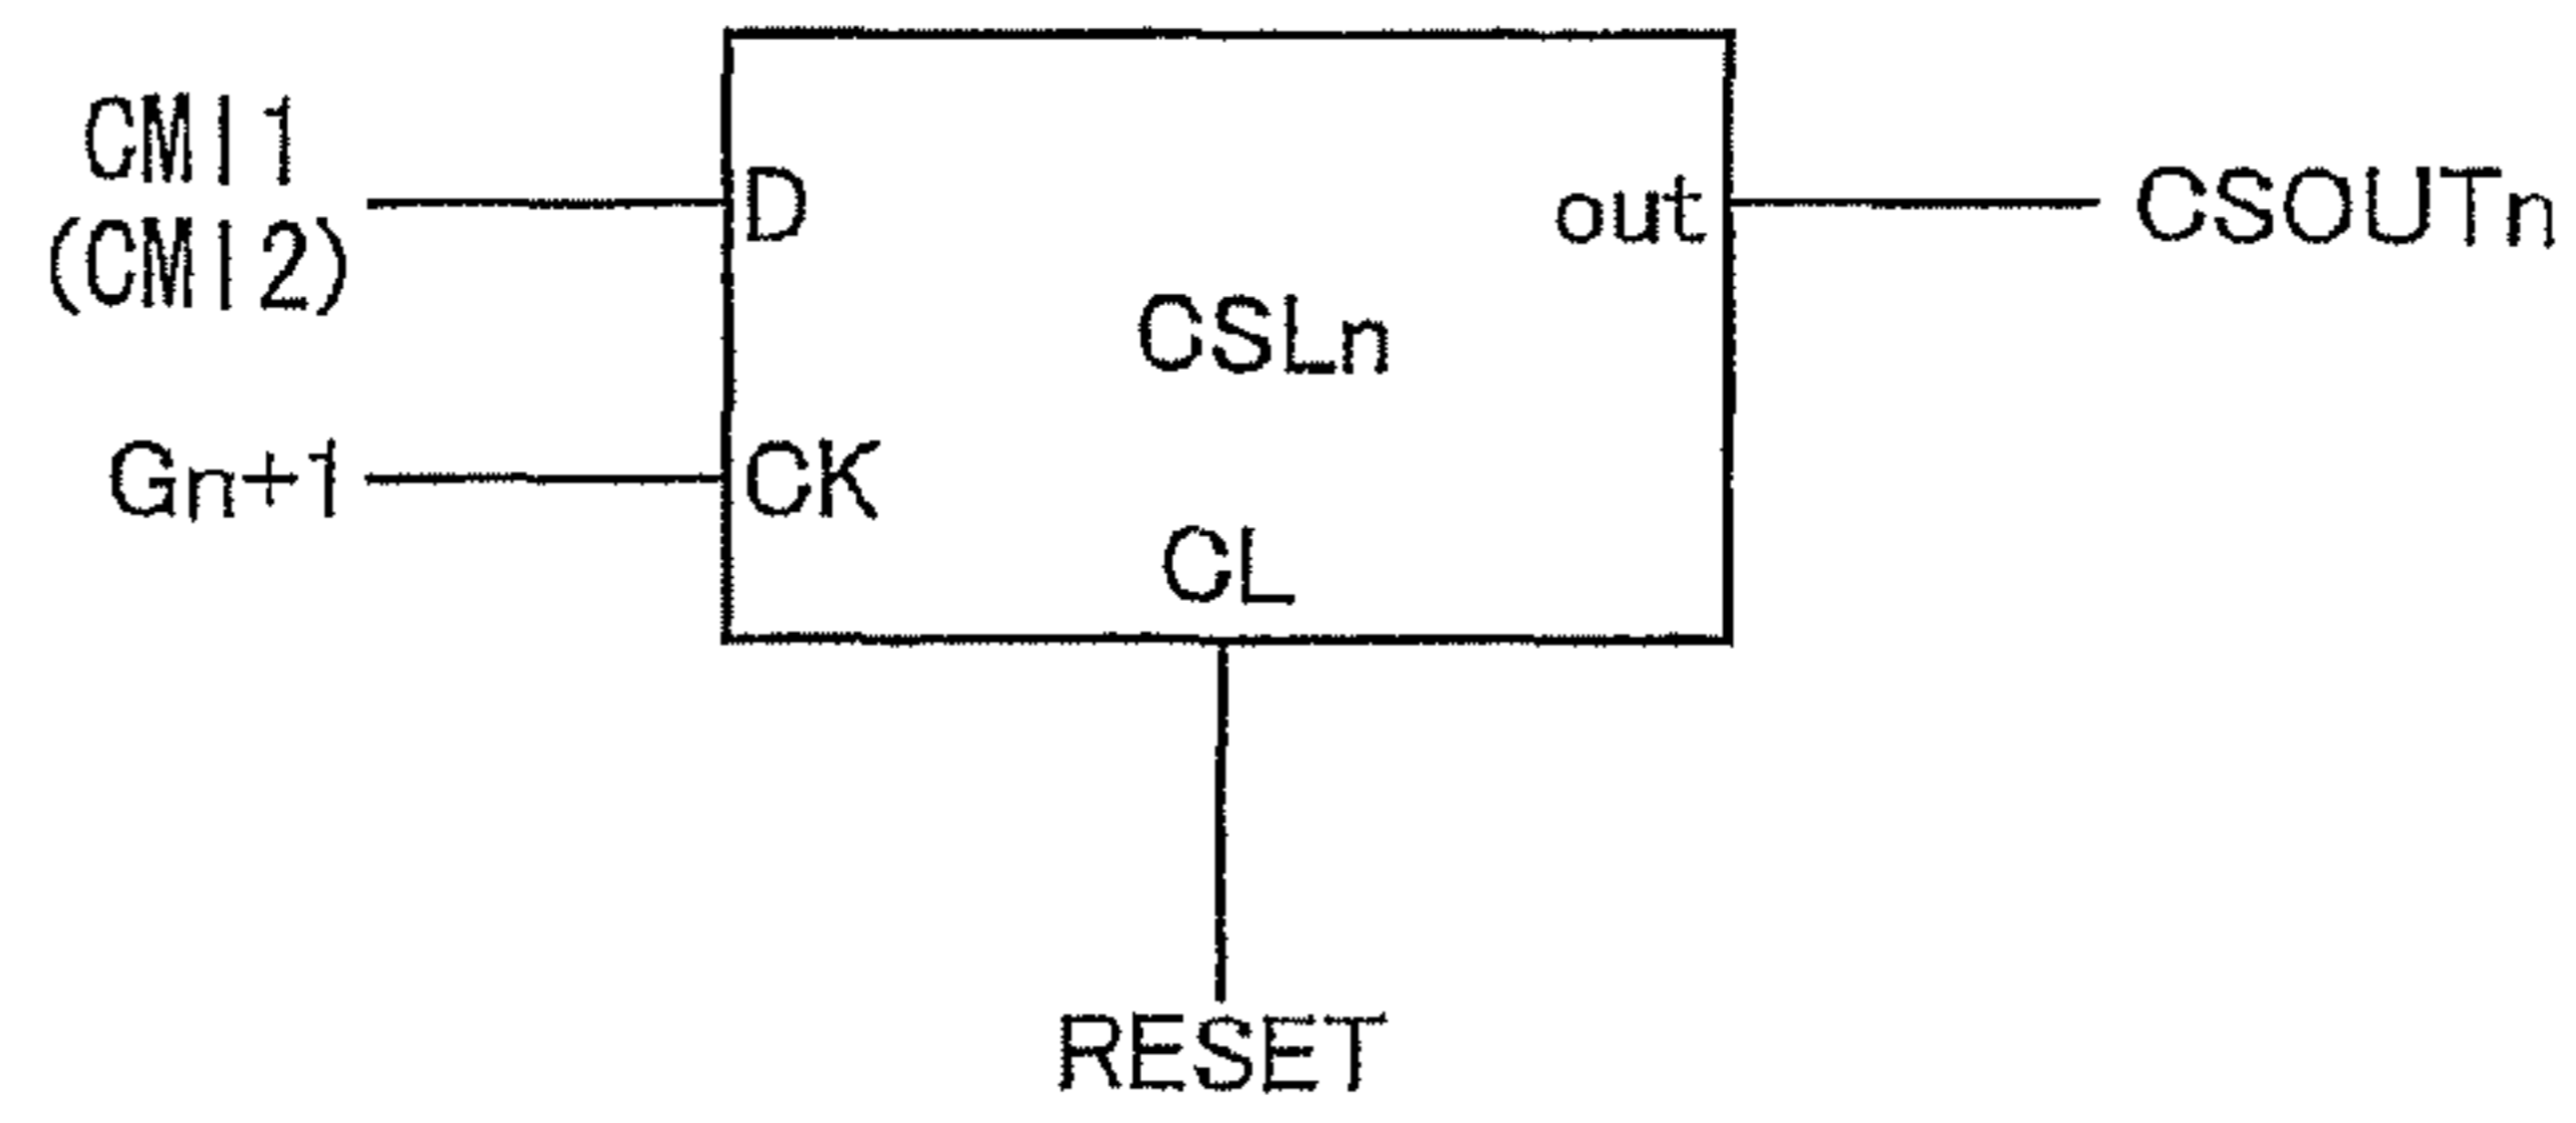 CMI1
(CMI2)
D
out
CSOUTn
CSLn
Gn+1
CK
CL
RESET